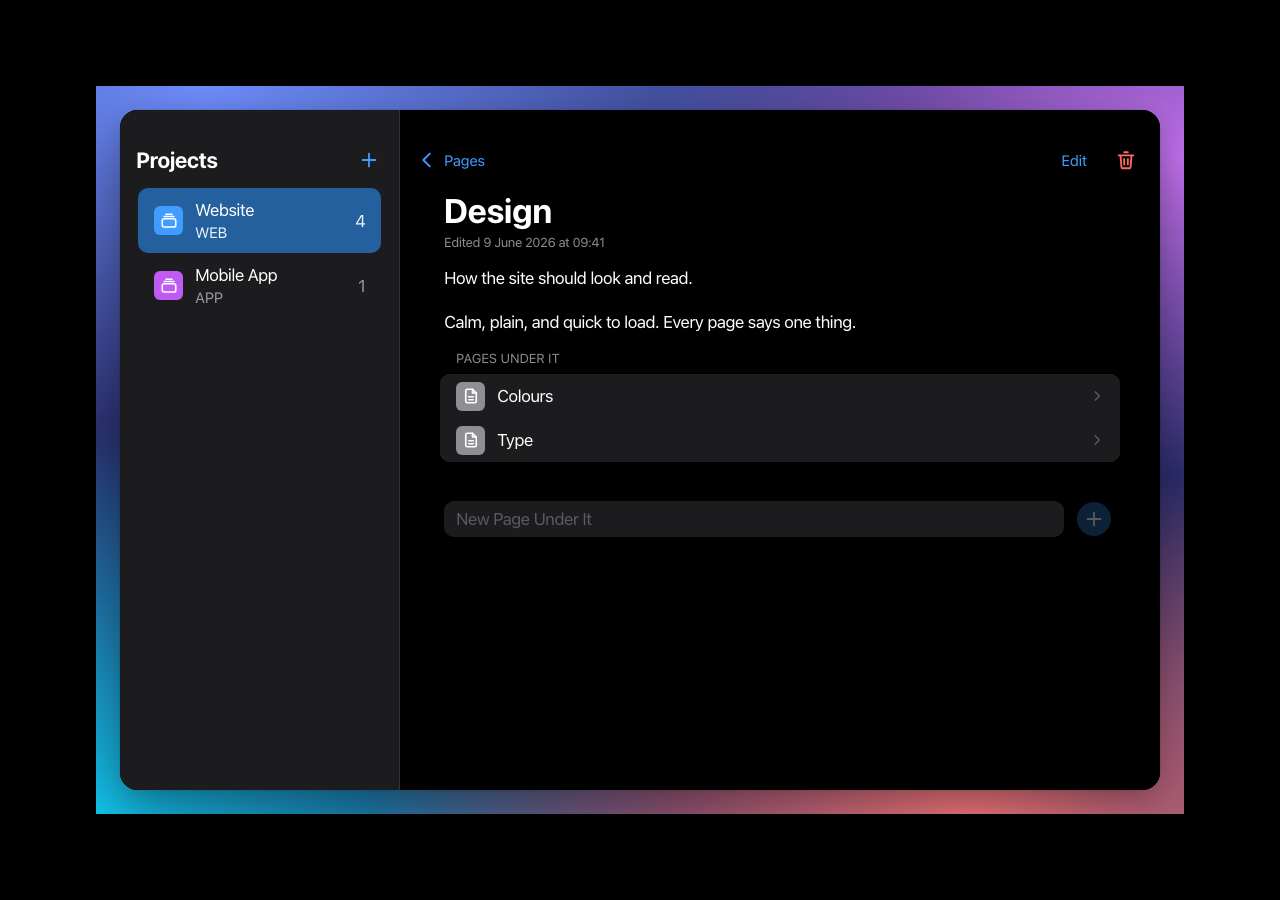 Projects
Website
WEB
4
Mobile App
APP
1
Pages
Edit
Design
Edited 9 June 2026 at 09:41
How the site should look and read.
Calm, plain, and quick to load. Every page says one thing.
PAGES UNDER IT
Colours
Type
New Page Under It